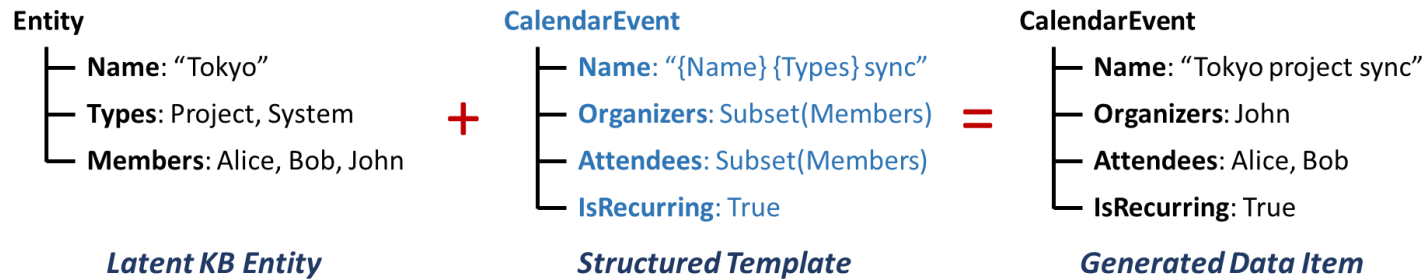 Entity
Name: “Tokyo”
Types: Project, System
Members: Alice, Bob, John
Latent KB Entity
+
CalendarEvent
Name: “{Name} {Types} sync”
Organizers: Subset(Members)
Attendees: Subset(Members)
IsRecurring: True
Structured Template
=
CalendarEvent
Name: “Tokyo project sync”
Organizers: John
Attendees: Alice, Bob
IsRecurring: True
Generated Data Item